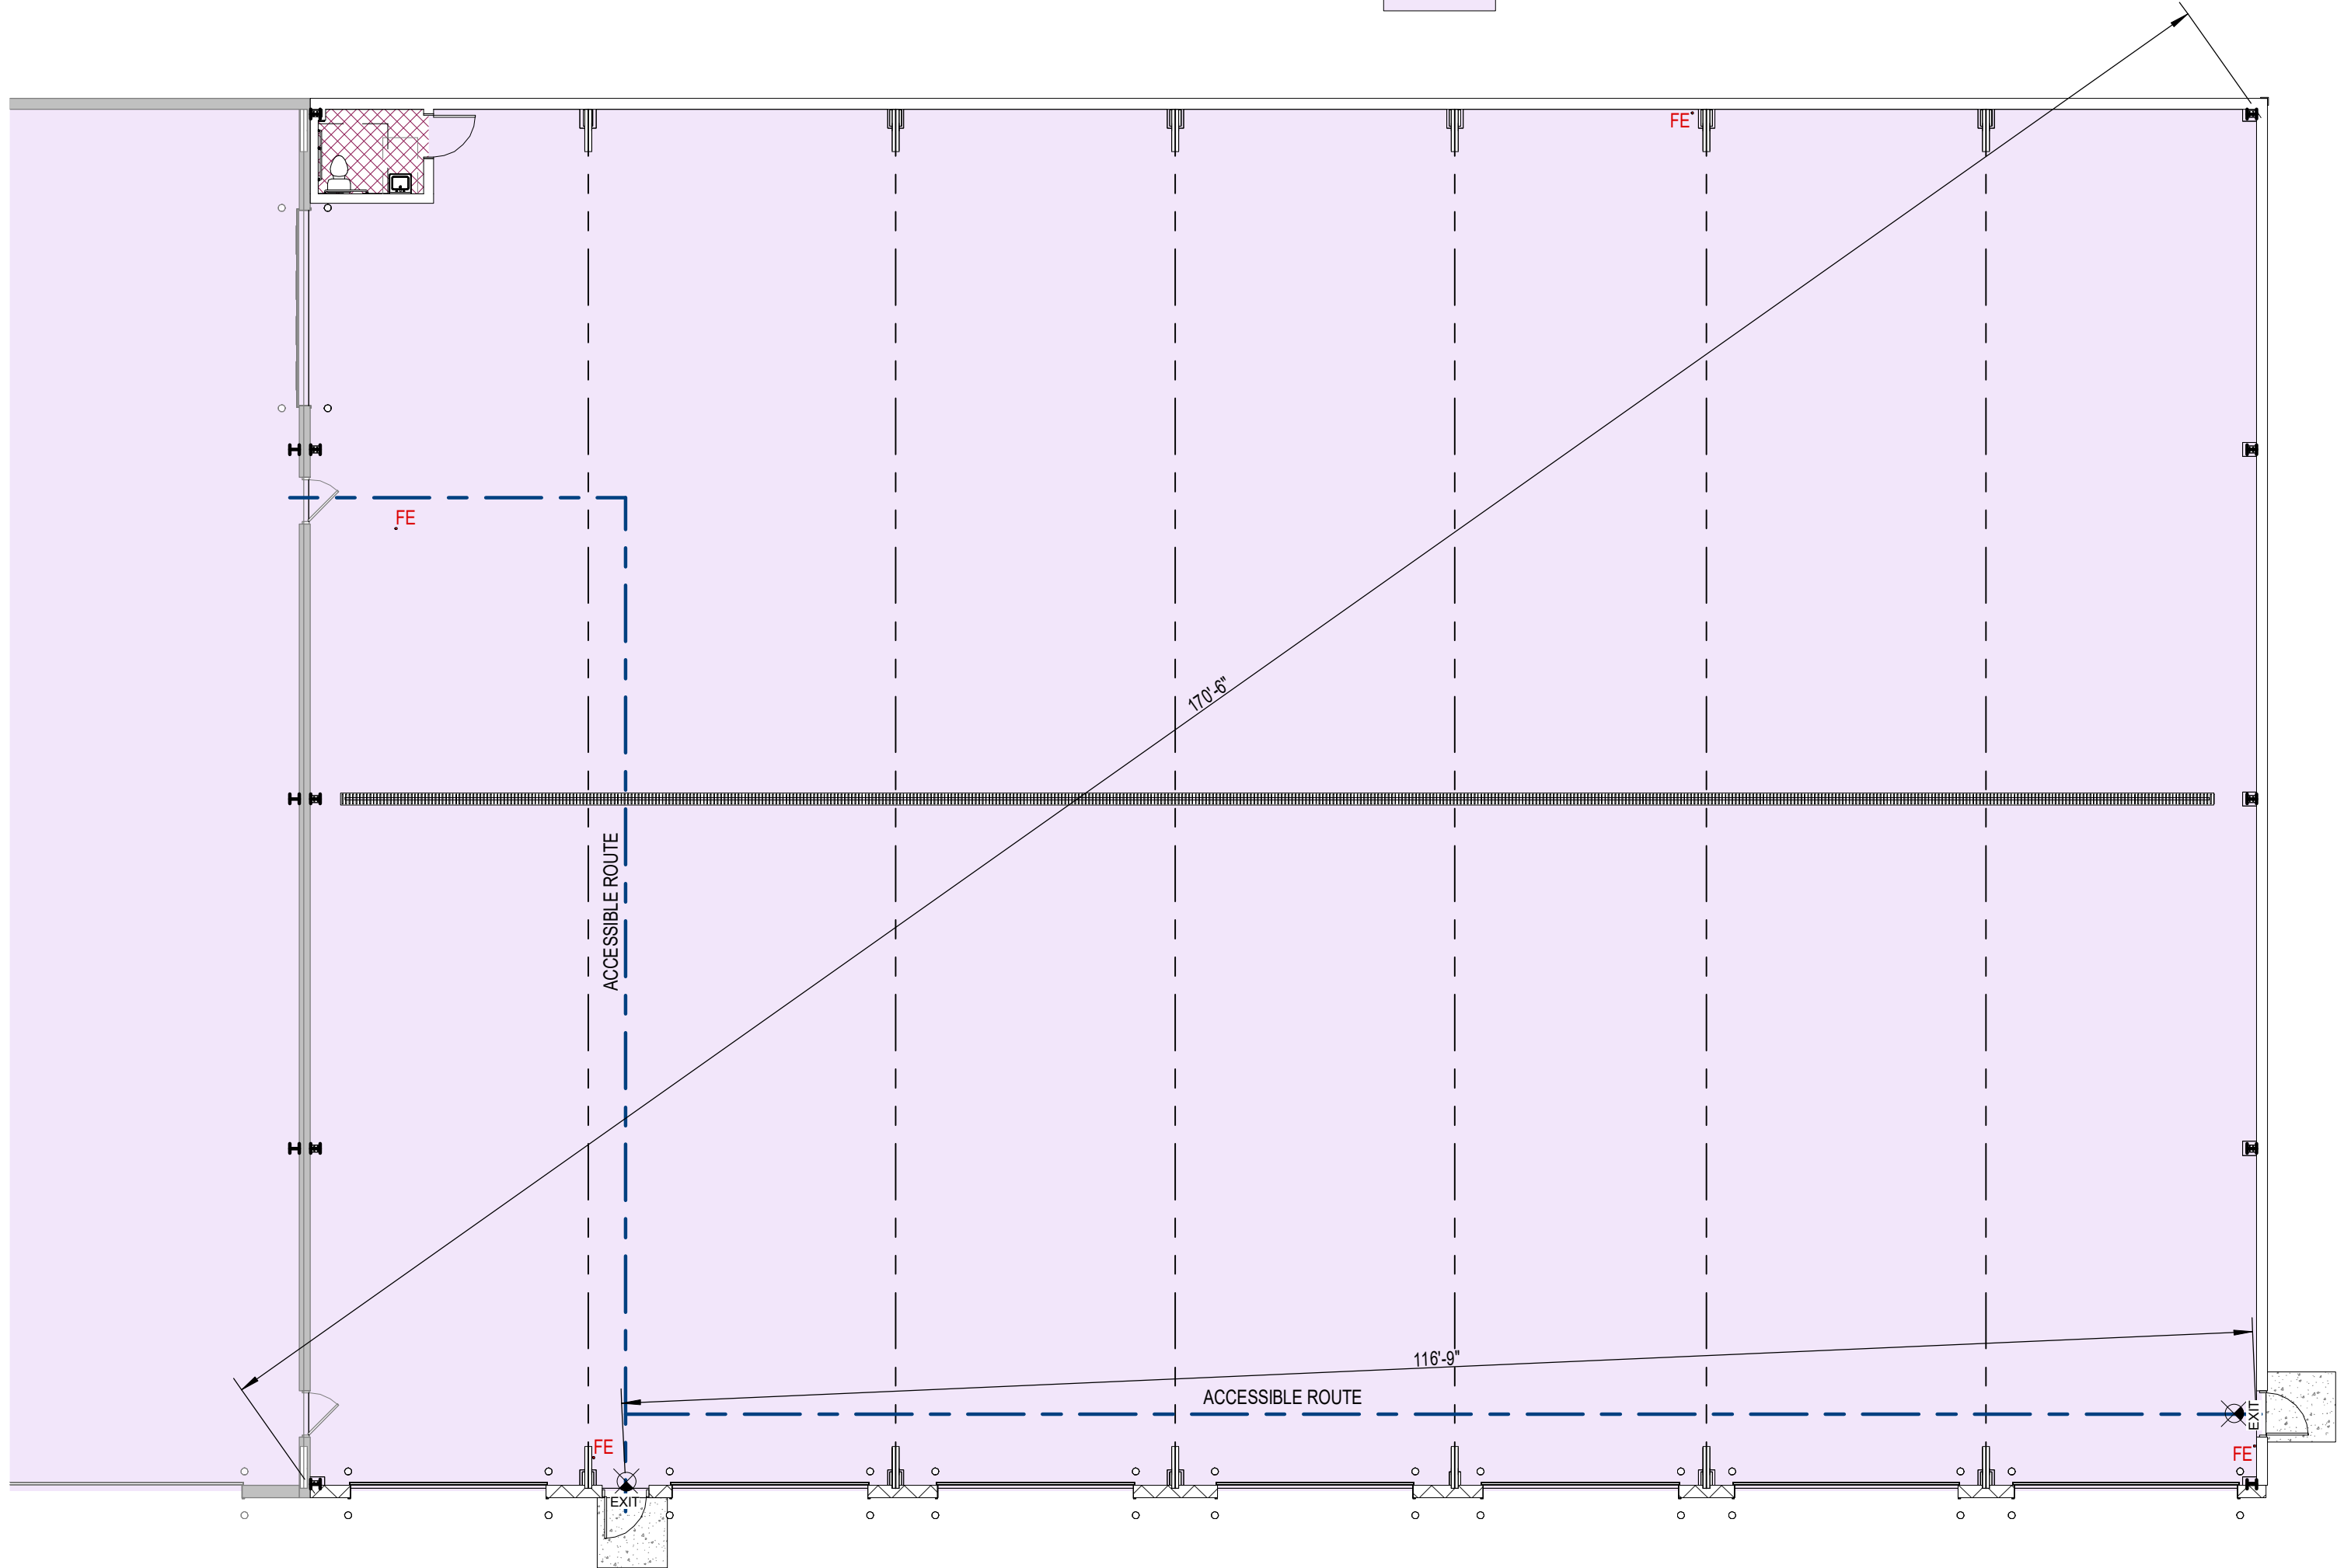 FE
FE
170'-6"
ACCESSIBLE ROUTE
116'-9"
ACCESSIBLE ROUTE
EXIT
FE
FE
EXIT